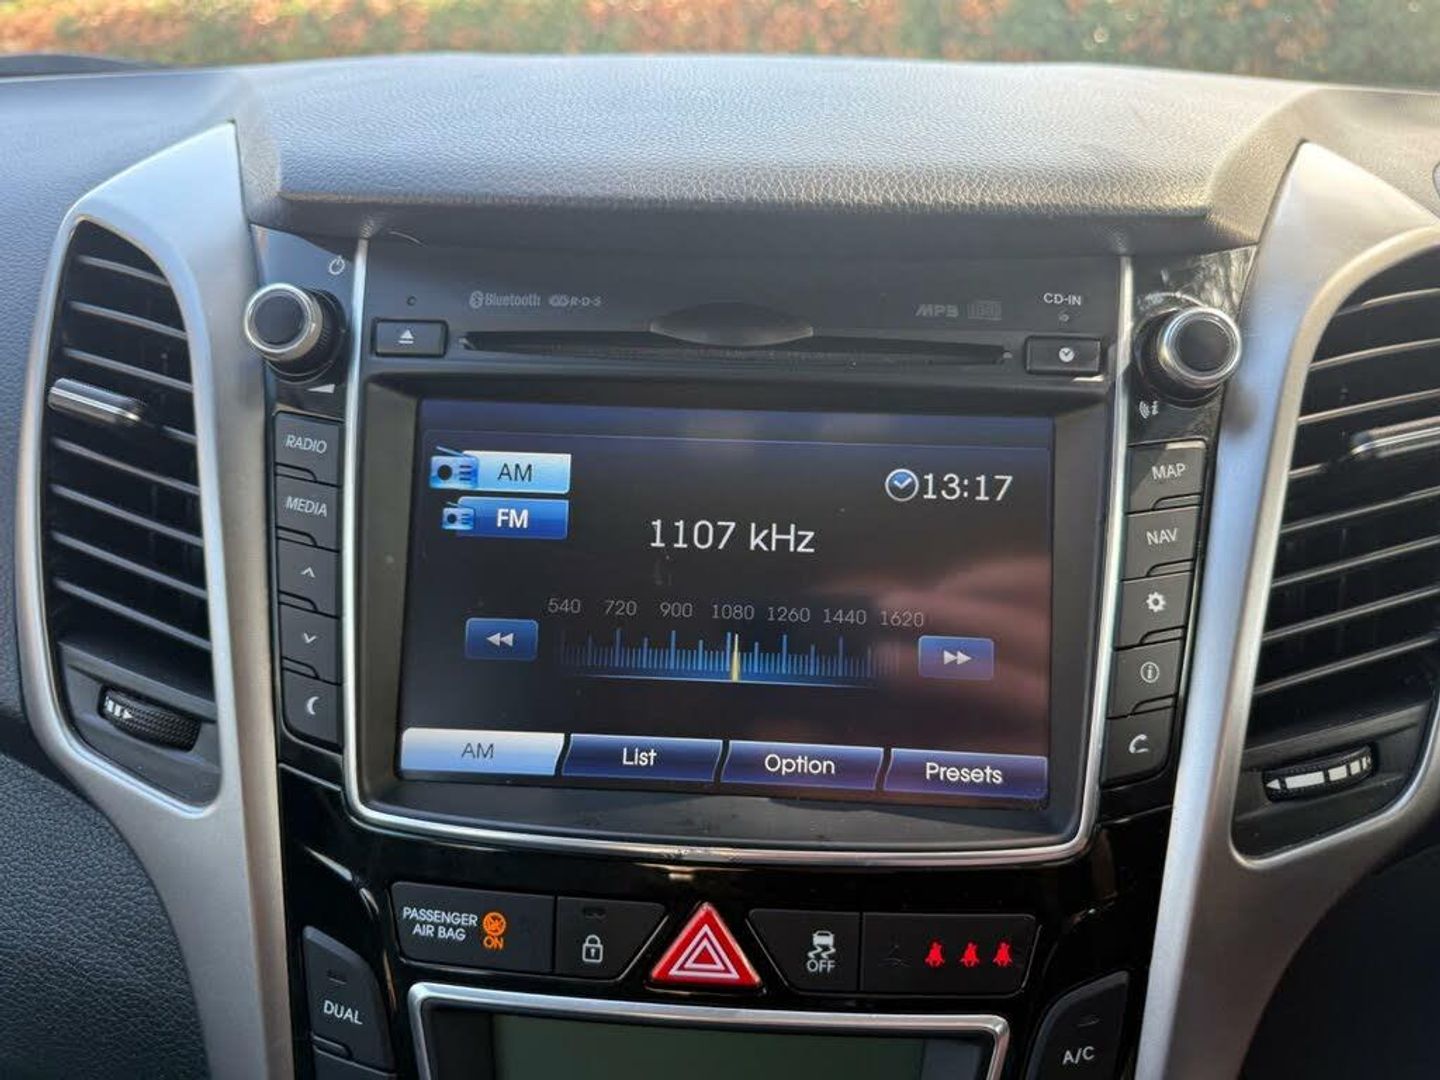 Bluetooth R·D·S
MP3
CD-IN
RADIO
MEDIA
MAP
NAV
AM
FM
13:17
1107 kHz
540 720 900 1080 1260 1440 1620
AM
List
Option
Presets
PASSENGER
AIR BAG
ON
OFF
DUAL
A/C